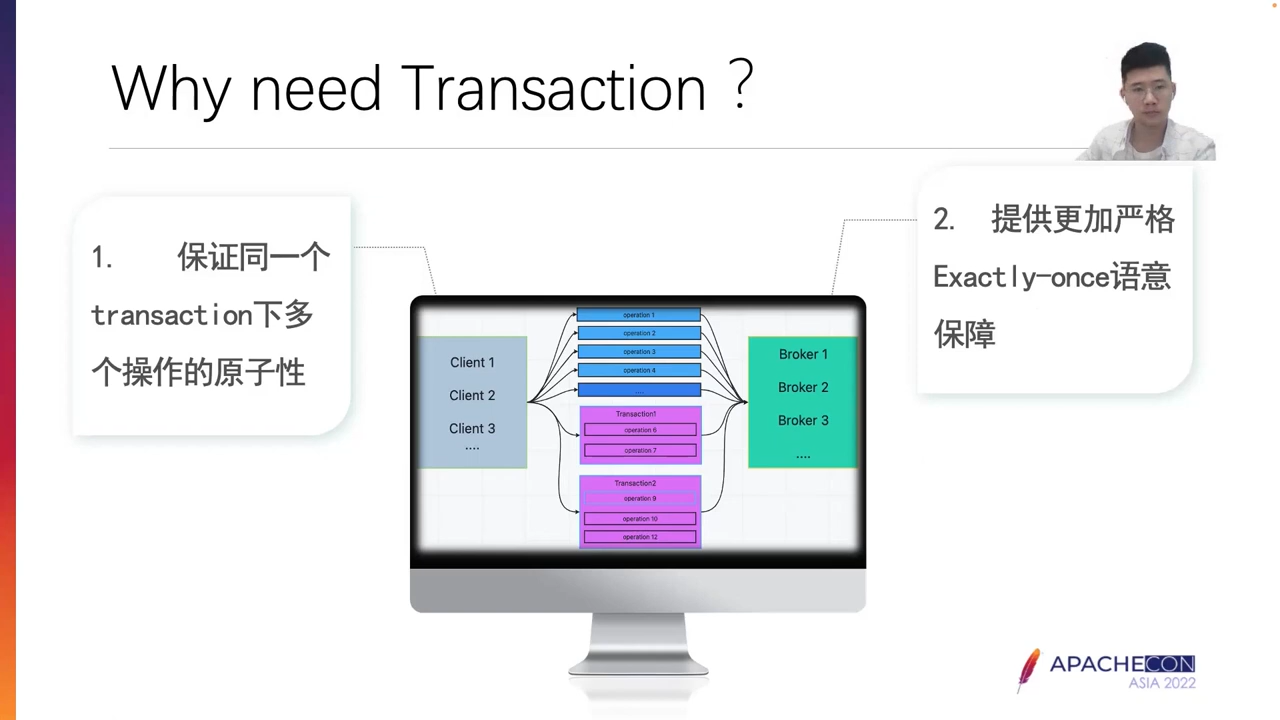 Why need Transaction？
1. 保证同一个
transaction下多
个操作的原子性
2. 提供更加严格
Exactly-once语意
保障
Client 1
Client 2
Client 3
....
operation 1
operation 2
operation 3
operation 4
....
Transaction1
operation 6
operation 7
Transaction2
operation 9
operation 10
operation 12
Broker 1
Broker 2
Broker 3
....
APACHECON
ASIA 2022